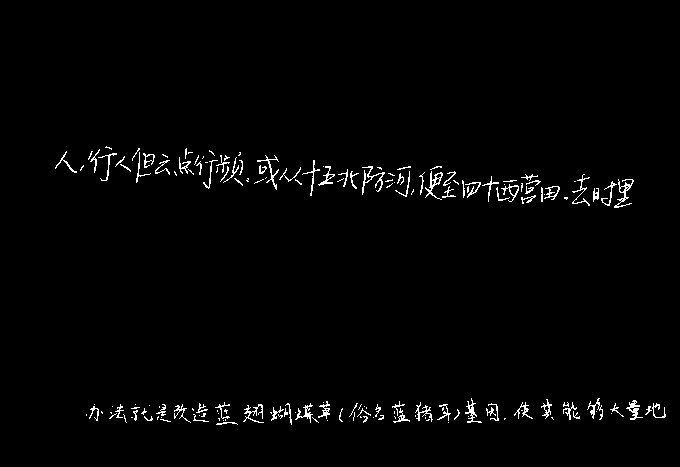 人,行人但云点行频。或从十五北防河,便至四十西营田。去时里
办法就是改造蓝翅蝴蝶草(俗名蓝猪耳)基因,使其能够大量地